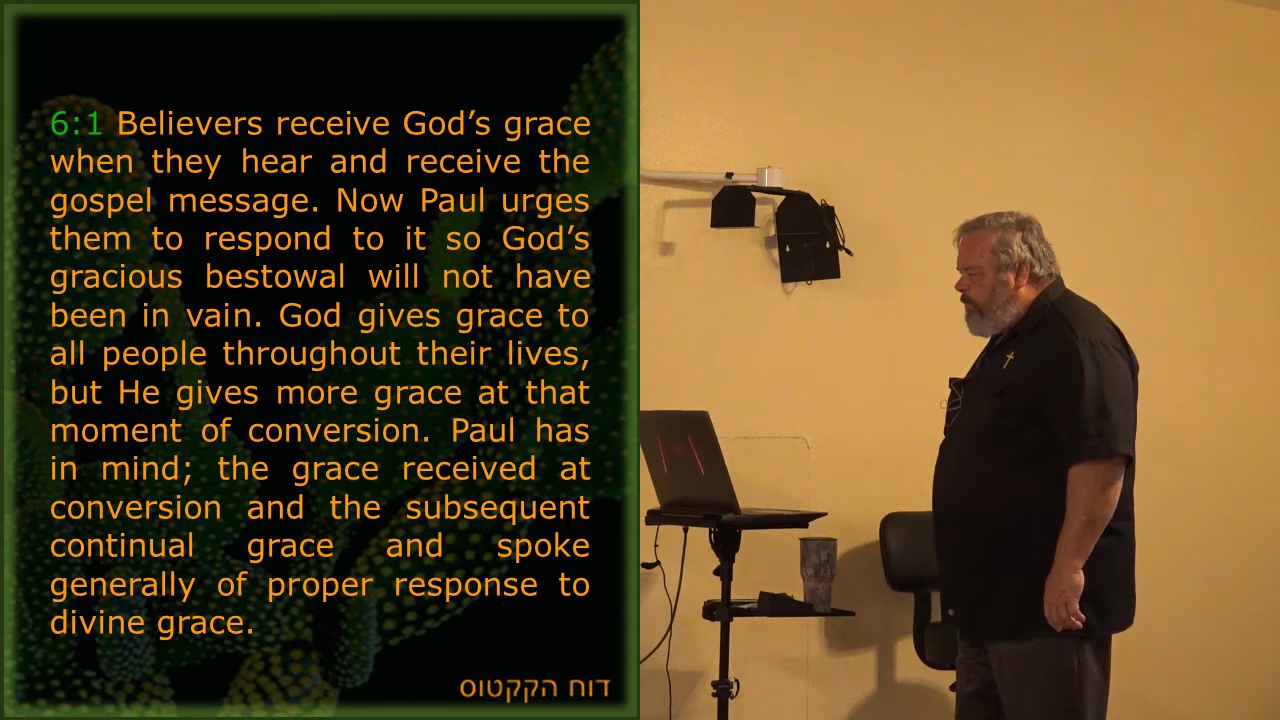 6:1 Believers receive God’s grace
when they hear and receive the
gospel message. Now Paul urges
them to respond to it so God’s
gracious bestowal will not have
been in vain. God gives grace to
all people throughout their lives,
but He gives more grace at that
moment of conversion. Paul has
in mind; the grace received at
conversion and the subsequent
continual grace and spoke
generally of proper response to
divine grace.
דוח הקקטוס